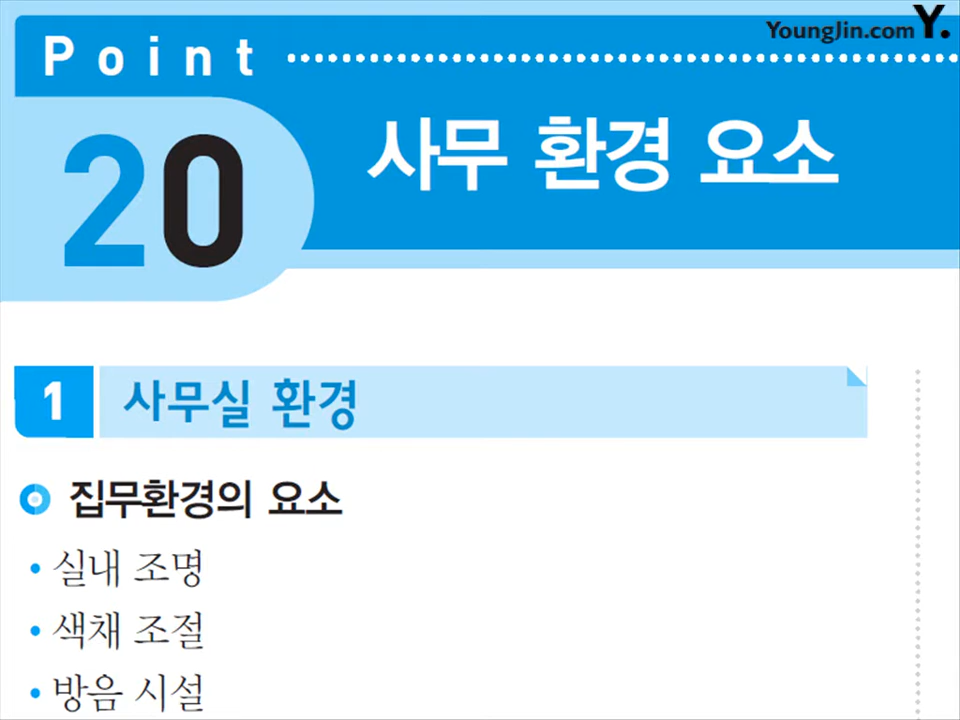 YoungJin.com Y.
Point
20
사무 환경 요소
1 사무실 환경
집무환경의 요소
• 실내 조명
• 색채 조절
• 방음 시설